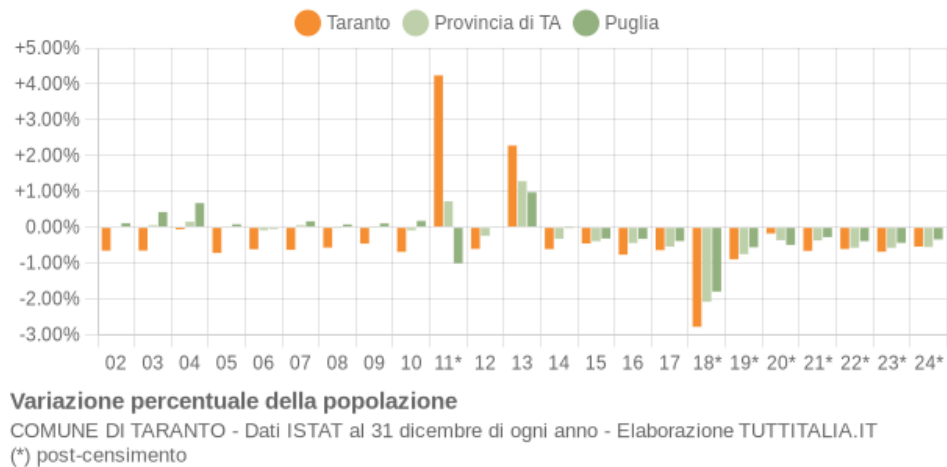 Taranto Provincia di TA Puglia
+5.00%
+4.00%
+3.00%
+2.00%
+1.00%
0.00%
-1.00%
-2.00%
-3.00%
02 03 04 05 06 07 08 09 10 11* 12 13 14 15 16 17 18* 19* 20* 21* 22* 23* 24*
Variazione percentuale della popolazione
COMUNE DI TARANTO - Dati ISTAT al 31 dicembre di ogni anno - Elaborazione TUTTITALIA.IT
(*) post-censimento